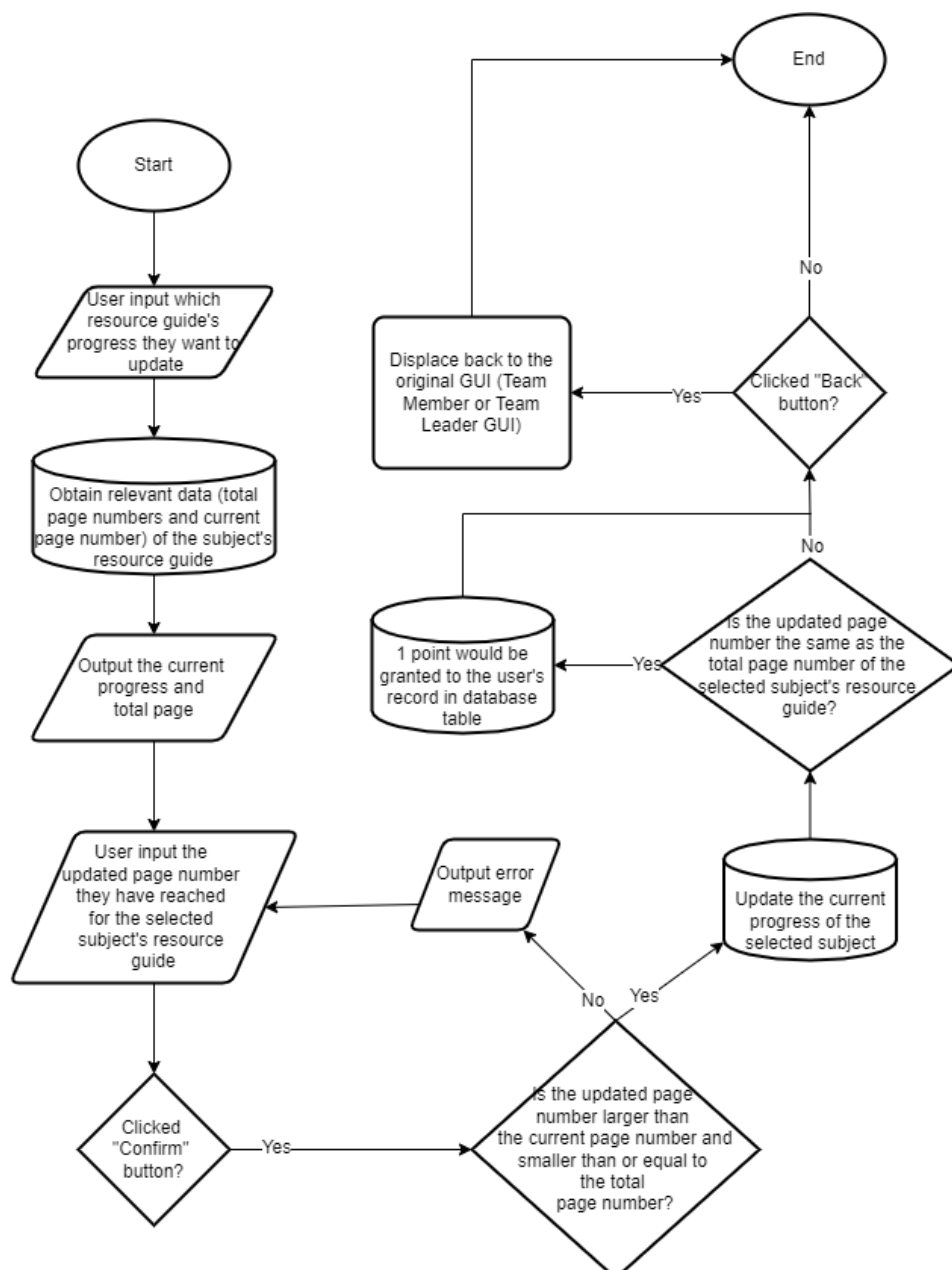 Start
User input which
resource guide's
progress they want to
update
Obtain relevant data (total
page numbers and current
page number) of the subject's
resource guide
Output the current
progress and
total page
User input the
updated page number
they have reached
for the selected
subject's resource
guide
Clicked
"Confirm"
button?
Yes
Is the updated page
number larger than
the current page number and
smaller than or equal to
the total
page number?
No
Output error
message
Yes
Update the current
progress of the
selected subject
Is the updated page
number the same as the
total page number of the
selected subject's resource
guide?
Yes
1 point would be
granted to the user's
record in database
table
No
Clicked "Back"
button?
Yes
Displace back to the
original GUI (Team
Member or Team
Leader GUI)
No
End